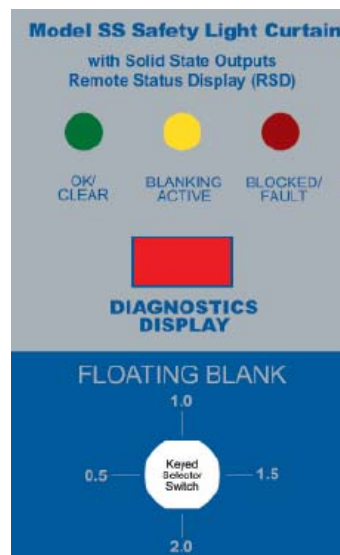 Model SS Safety Light Curtain
with Solid State Outputs
Remote Status Display (RSD)
OK/ BLANKING BLOCKED/
CLEAR ACTIVE FAULT
DIAGNOSTICS
DISPLAY
FLOATING BLANK
1.0
Keyed
0.5 Selector 1.5
Switch
2.0